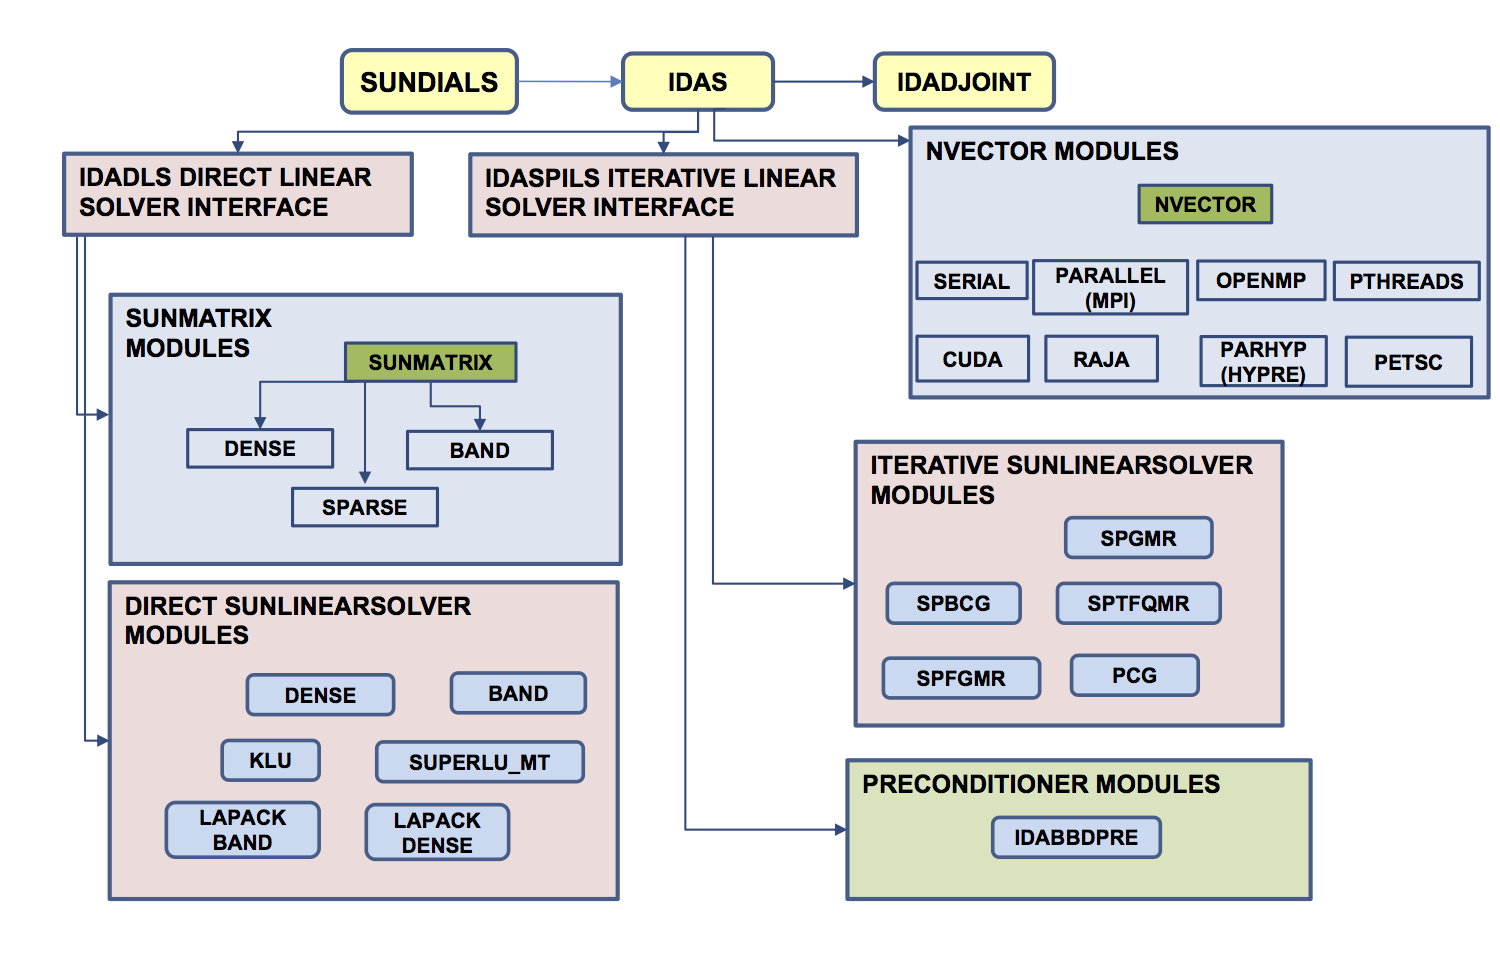 SUNDIALS
IDAS
IDADJOINT
IDADLS DIRECT LINEAR
SOLVER INTERFACE
IDASPILS ITERATIVE LINEAR
SOLVER INTERFACE
NVECTOR MODULES
NVECTOR
SERIAL
PARALLEL
(MPI)
OPENMP
PTHREADS
CUDA
RAJA
PARHYP
(HYPRE)
PETSC
SUNMATRIX
MODULES
SUNMATRIX
DENSE
BAND
SPARSE
DIRECT SUNLINEARSOLVER
MODULES
DENSE
BAND
KLU
SUPERLU_MT
LAPACK
BAND
LAPACK
DENSE
ITERATIVE SUNLINEARSOLVER
MODULES
SPGMR
SPBCG
SPTFQMR
SPFGMR
PCG
PRECONDITIONER MODULES
IDABBDPRE